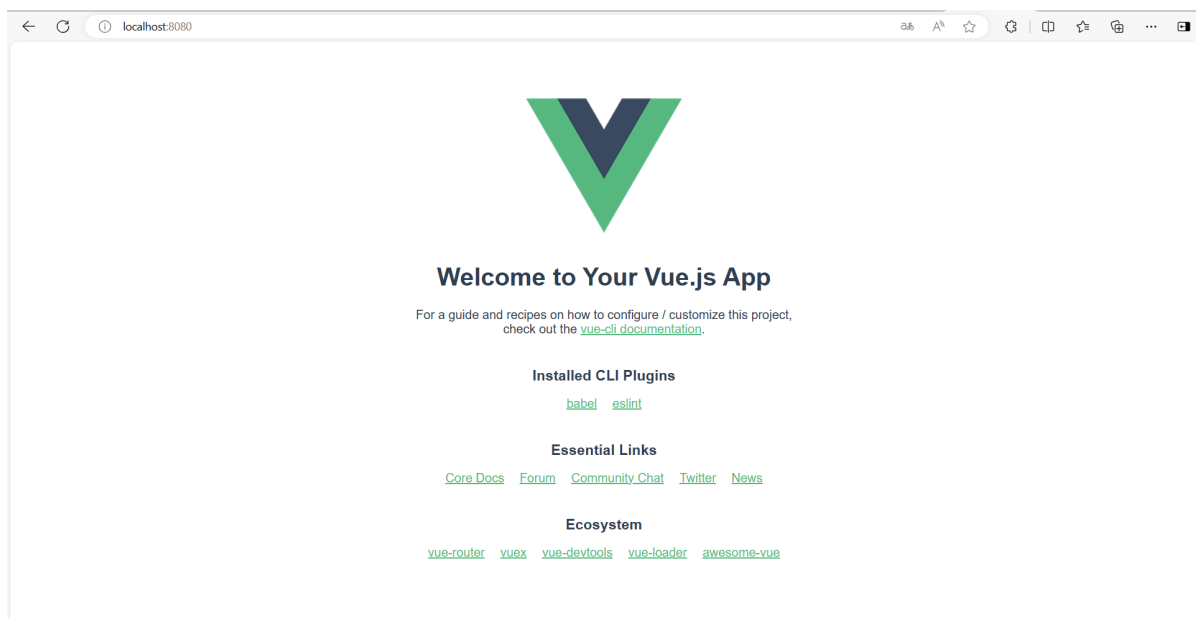 localhost:8080
Welcome to Your Vue.js App
For a guide and recipes on how to configure / customize this project,
check out the vue-cli documentation.
Installed CLI Plugins
babel eslint
Essential Links
Core Docs Forum Community Chat Twitter News
Ecosystem
vue-router vuex vue-devtools vue-loader awesome-vue